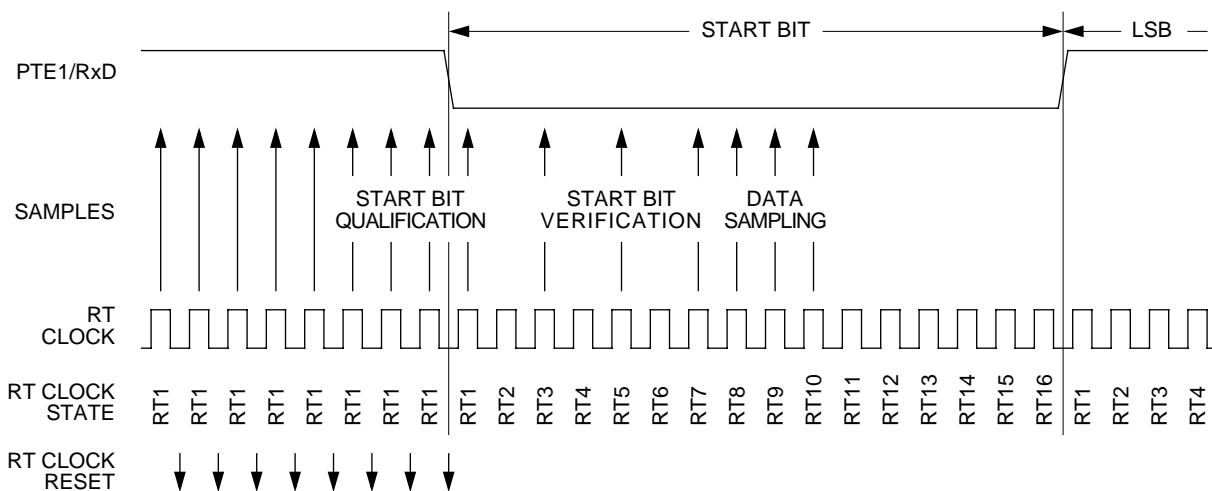 START BIT
LSB
PTE1/RxD
SAMPLES
START BIT
QUALIFICATION
START BIT
VERIFICATION
DATA
SAMPLING
RT
CLOCK
RT CLOCK
STATE
RT1 RT1 RT1 RT1 RT1 RT1 RT1 RT1 RT1 RT2 RT3 RT4 RT5 RT6 RT7 RT8 RT9 RT10 RT11 RT12 RT13 RT14 RT15 RT16 RT1 RT2 RT3 RT4
RT CLOCK
RESET